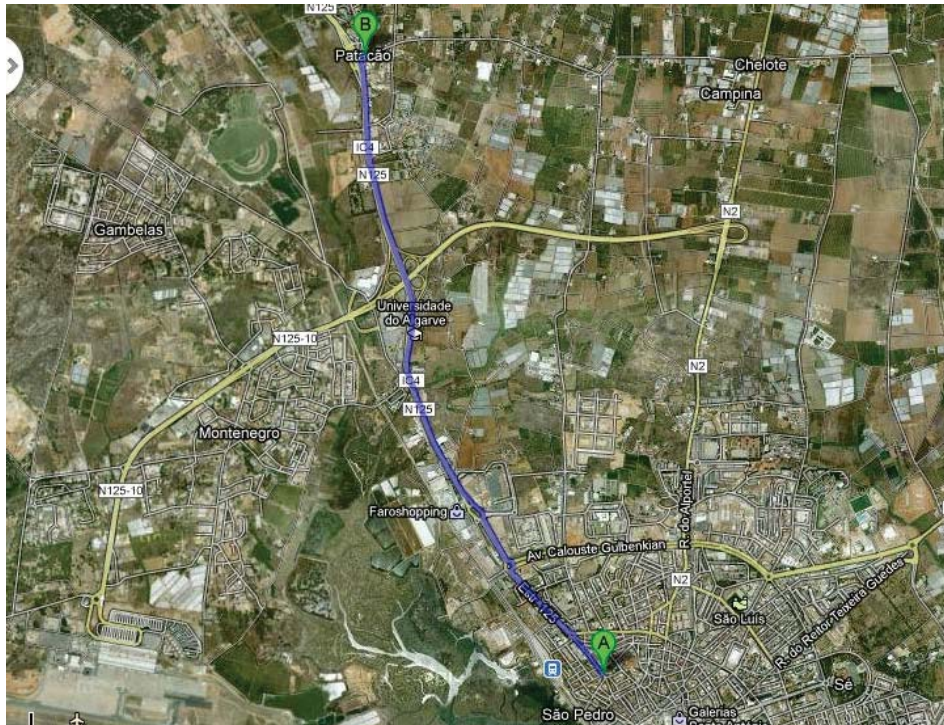 N125
B
Patacão
Chelote
Campina
IC4
N125
N2
Gambelas
Universidade
do Algarve
N125-10
IC4
N2
N125
Montenegro
R. do Alportel
N125-10
Faroshopping
Av. Calouste Gulbenkian
N2
Estr. 125
São Luís
R. do Reitor Teixeira Guedes
A
Sé
São Pedro
Galerias